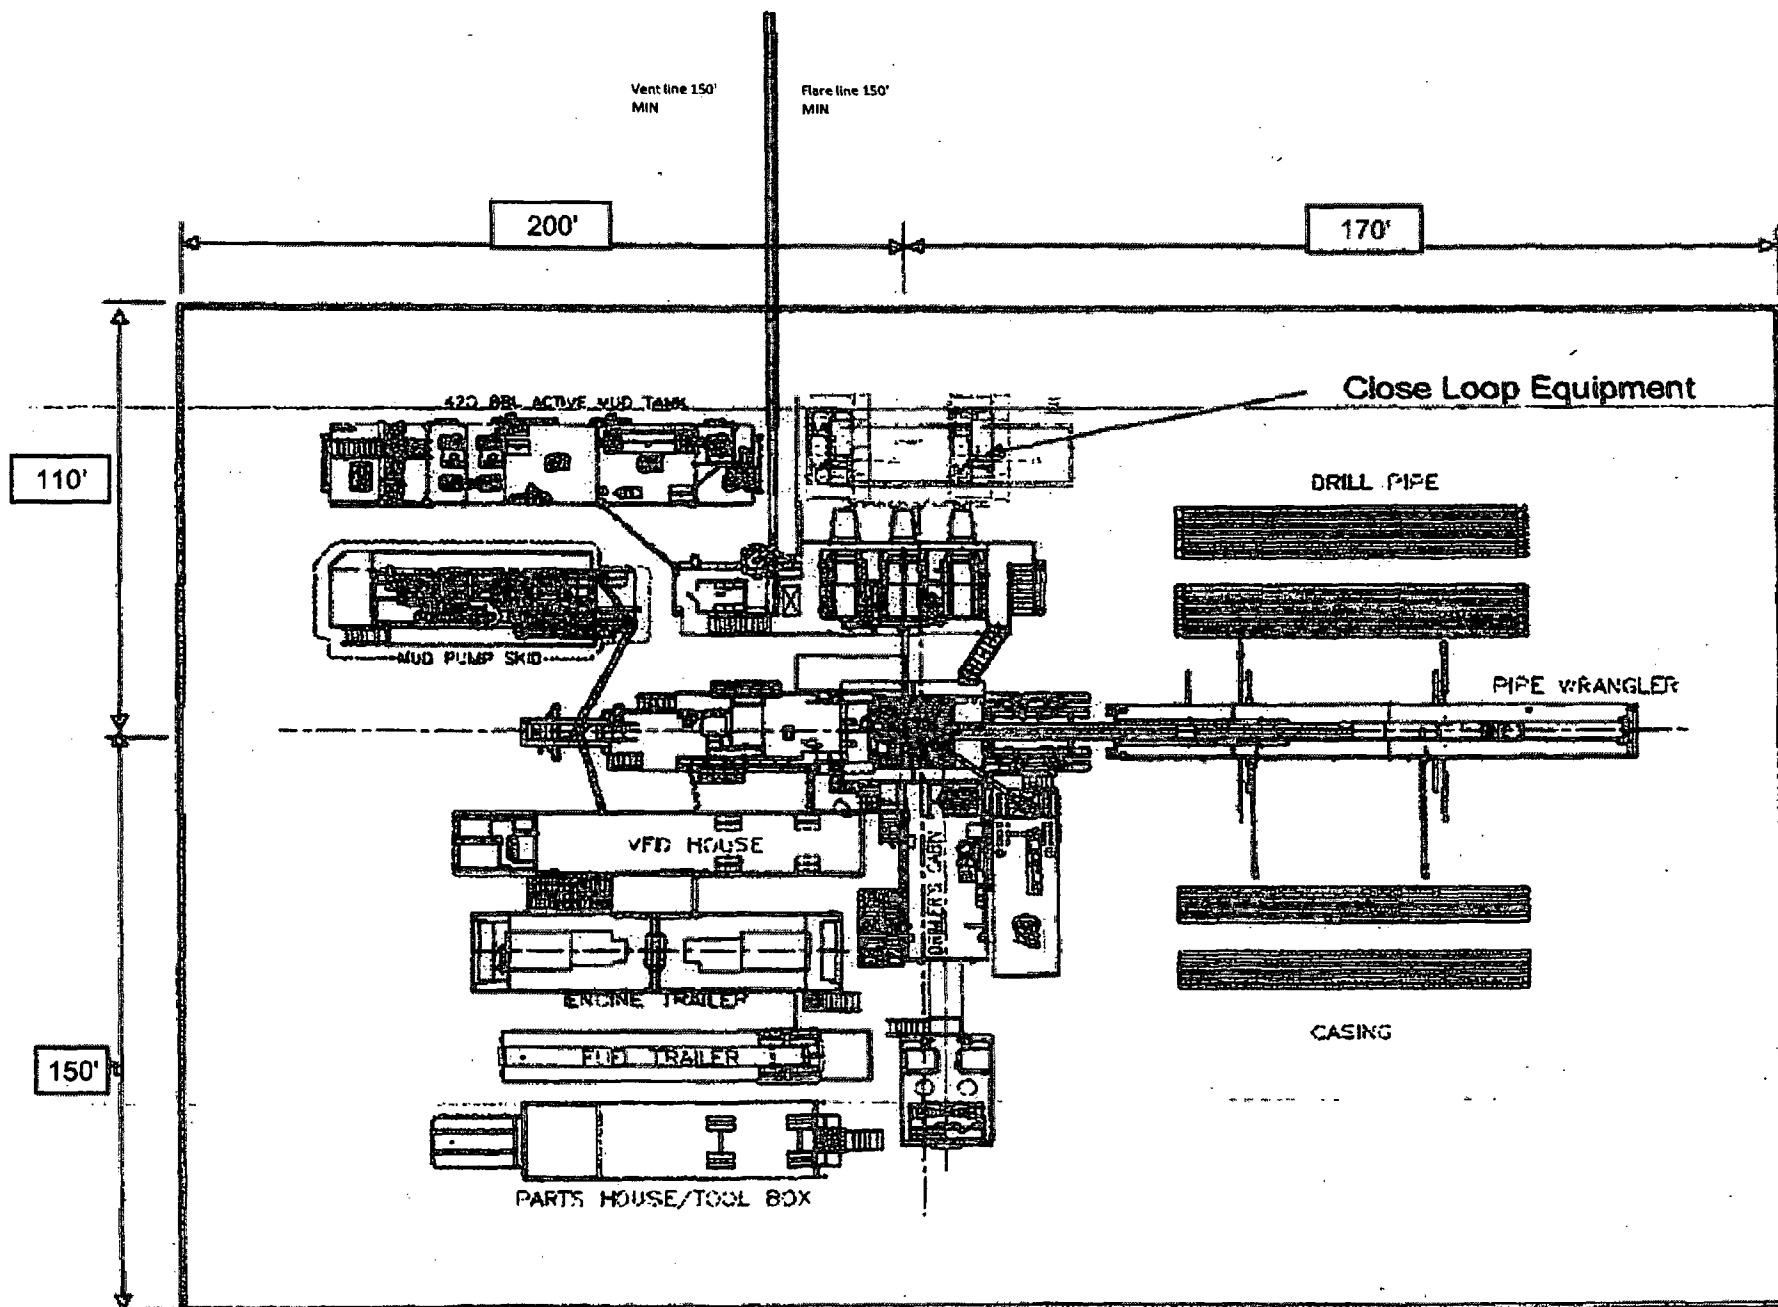 Vent line 150'
MIN
Flare line 150'
MIN
200'
170'
Close Loop Equipment
420 BBL ACTIVE MUD TANK
110'
DRILL PIPE
MUD PUMP SKID
PIPE WRANGLER
VFD HOUSE
DRILLER'S CABIN
ENGINE TRAILER
CASING
FUEL TRAILER
150'
PARTS HOUSE/TOOL BOX